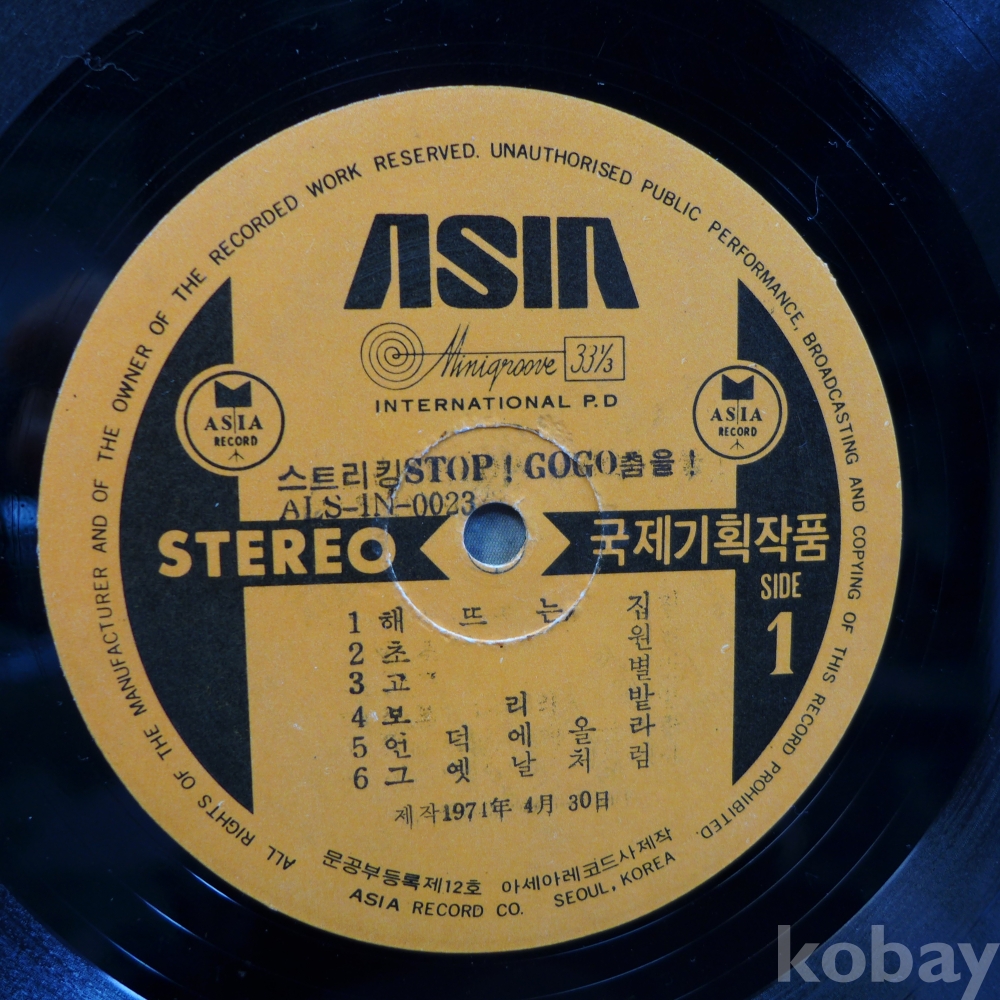 ALL RIGHTS OF THE MANUFACTURER AND OF THE OWNER OF THE RECORDED WORK RESERVED. UNAUTHORISED PUBLIC PERFORMANCE, BROADCASTING AND COPYING OF THIS RECORD PROHIBITED.
ASIA
Minigroove 33⅓
INTERNATIONAL P.D
ASIA
RECORD
ASIA
RECORD
스트리킹STOP! GOGO춤을!
ALS-1N-0023
STEREO
국제기획작품
SIDE
1
1 해 뜨 는 집
2 초 원
3 고 별
4 보 리 밭
5 언 덕 에 올 라
6 그 옛 날 처 럼
제작1971年 4月 30日
문공부등록제12호 아세아레코드사제작
ASIA RECORD CO. SEOUL, KOREA
kobay